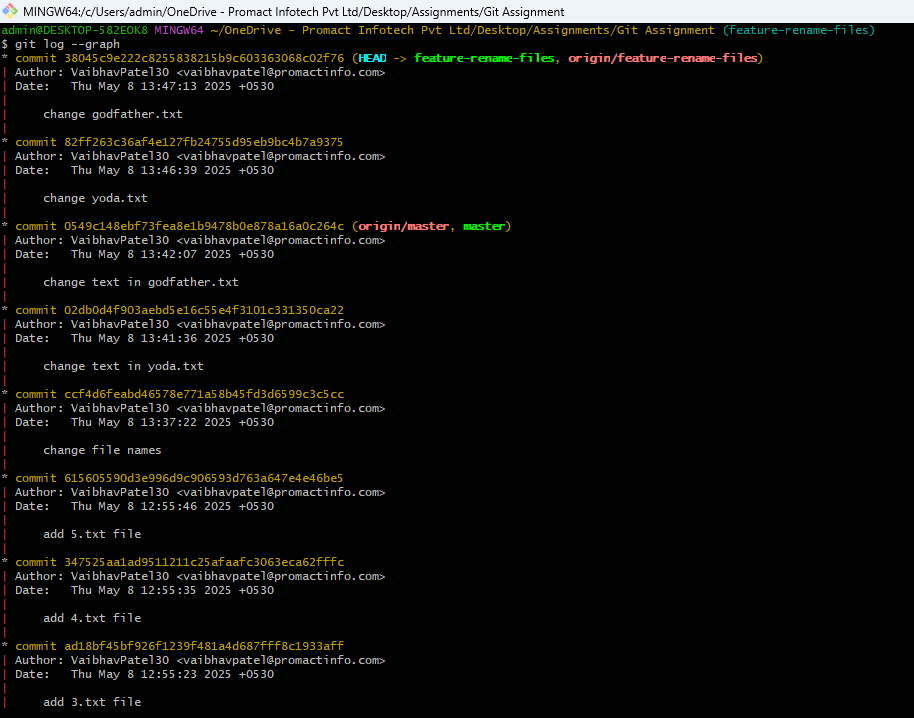 MINGW64:/c/Users/admin/OneDrive - Promact Infotech Pvt Ltd/Desktop/Assignments/Git Assignment
admin@DESKTOP-582EOK8 MINGW64 ~/OneDrive - Promact Infotech Pvt Ltd/Desktop/Assignments/Git Assignment (feature-rename-files)
$ git log --graph
* commit 38045c9e222c8255838215b9c603363068c02f76 (HEAD -> feature-rename-files, origin/feature-rename-files)
| Author: VaibhavPatel30 <vaibhavpatel@promactinfo.com>
| Date:   Thu May 8 13:47:13 2025 +0530
|
|     change godfather.txt
|
* commit 82ff263c36af4e127fb24755d95eb9bc4b7a9375
| Author: VaibhavPatel30 <vaibhavpatel@promactinfo.com>
| Date:   Thu May 8 13:46:39 2025 +0530
|
|     change yoda.txt
|
* commit 0549c148ebf73fea8e1b9478b0e878a16a0c264c (origin/master, master)
| Author: VaibhavPatel30 <vaibhavpatel@promactinfo.com>
| Date:   Thu May 8 13:42:07 2025 +0530
|
|     change text in godfather.txt
|
* commit 02db0d4f903aebd5e16c55e4f3101c331350ca22
| Author: VaibhavPatel30 <vaibhavpatel@promactinfo.com>
| Date:   Thu May 8 13:41:36 2025 +0530
|
|     change text in yoda.txt
|
* commit ccf4d6feabd46578e771a58b45fd3d6599c3c5cc
| Author: VaibhavPatel30 <vaibhavpatel@promactinfo.com>
| Date:   Thu May 8 13:37:22 2025 +0530
|
|     change file names
|
* commit 615605590d3e996d9c906593d763a647e4e46be5
| Author: VaibhavPatel30 <vaibhavpatel@promactinfo.com>
| Date:   Thu May 8 12:55:46 2025 +0530
|
|     add 5.txt file
|
* commit 347525aa1ad9511211c25afaafc3063eca62fffc
| Author: VaibhavPatel30 <vaibhavpatel@promactinfo.com>
| Date:   Thu May 8 12:55:35 2025 +0530
|
|     add 4.txt file
|
* commit ad18bf45bf926f1239f481a4d687fff8c1933aff
| Author: VaibhavPatel30 <vaibhavpatel@promactinfo.com>
| Date:   Thu May 8 12:55:23 2025 +0530
|
|     add 3.txt file